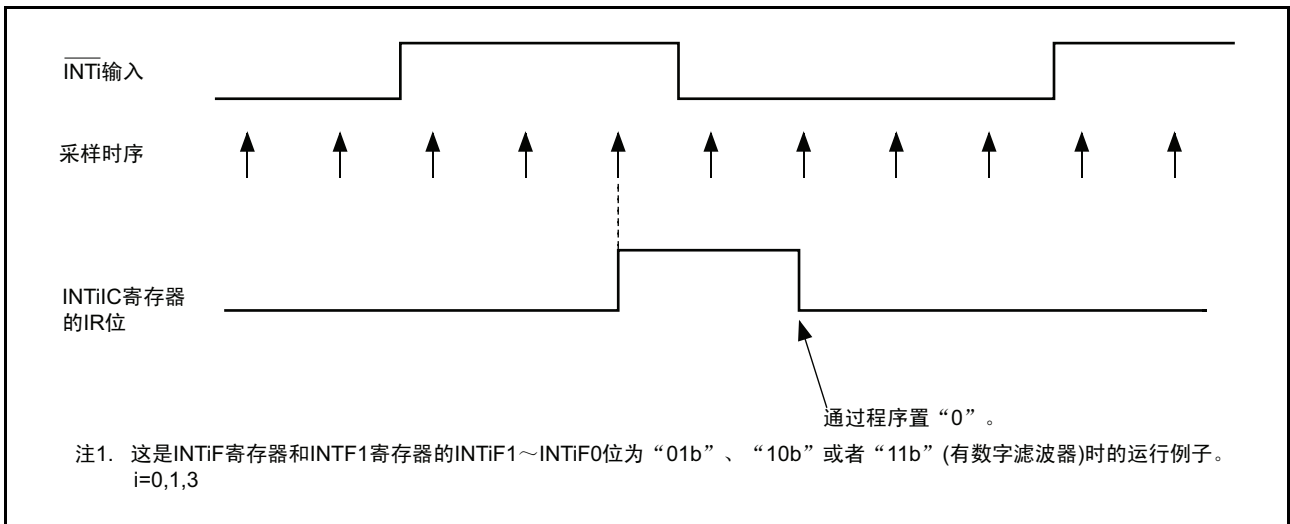 INTi输入
采样时序
INTiIC寄存器
的IR位
通过程序置“0”。
注1. 这是INTiF寄存器和INTF1寄存器的INTiF1～INTiF0位为“01b”、“10b”或者“11b”(有数字滤波器)时的运行例子。
i=0,1,3